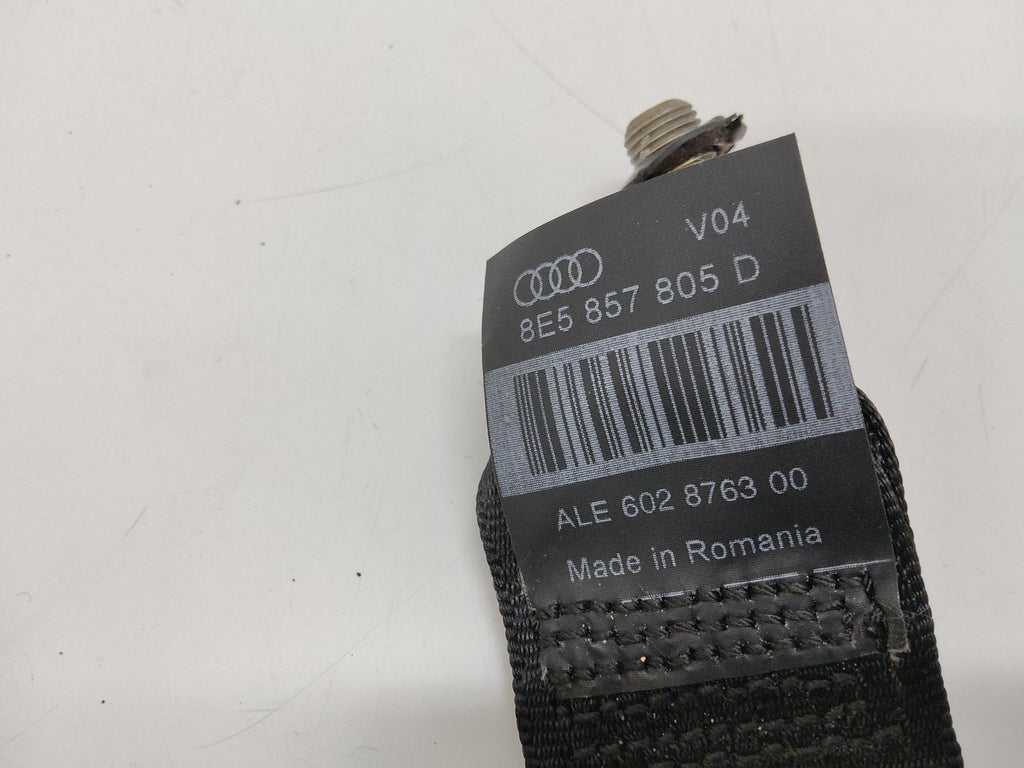 V04
8E5 857 805 D
ALE 602 8763 00
Made in Romania